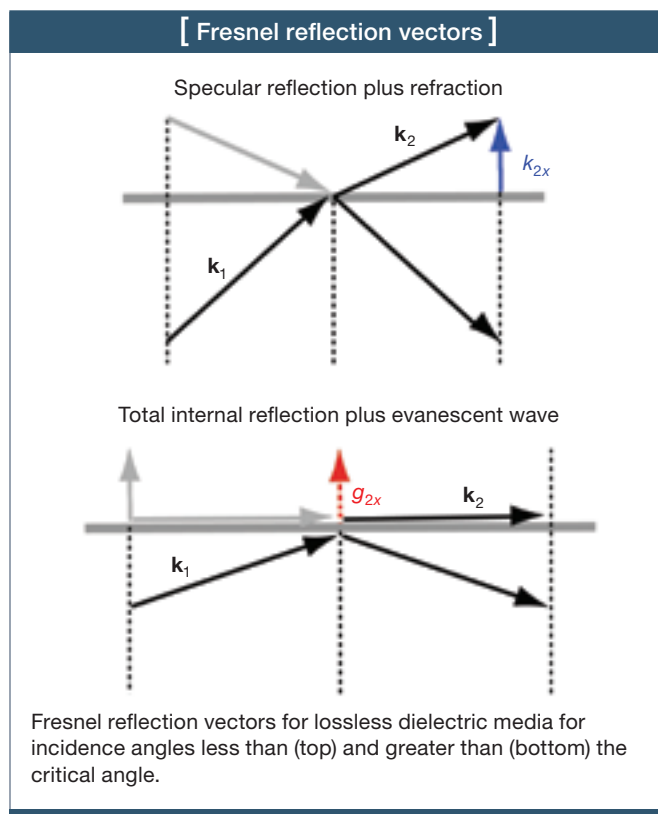 [ Fresnel reflection vectors ]
Specular reflection plus refraction
k₂
k₂ₓ
k₁
Total internal reflection plus evanescent wave
g₂ₓ
k₂
k₁
Fresnel reflection vectors for lossless dielectric media for
incidence angles less than (top) and greater than (bottom) the
critical angle.